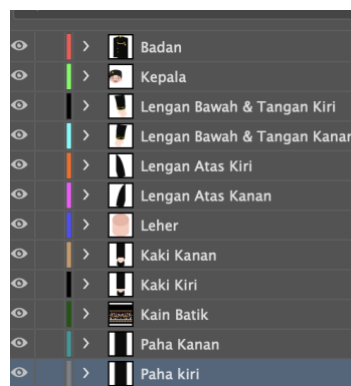 Badan
Kepala
Lengan Bawah & Tangan Kiri
Lengan Bawah & Tangan Kanan
Lengan Atas Kiri
Lengan Atas Kanan
Leher
Kaki Kanan
Kaki Kiri
Kain Batik
Paha Kanan
Paha kiri